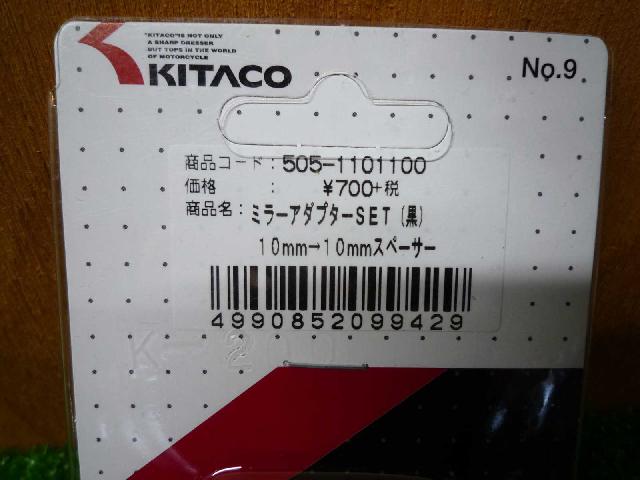 "KITACO"IS NOT ONLY
A SHARP DRESSER
BUT TOPS IN THE WORLD
OF MOTORCYCLE
KITACO
No.9
商品コード：505-1101100
価格 ： ¥700+税
商品名：ミラーアダプターSET(黒)
10mm→10mmスペーサー
4990852099429